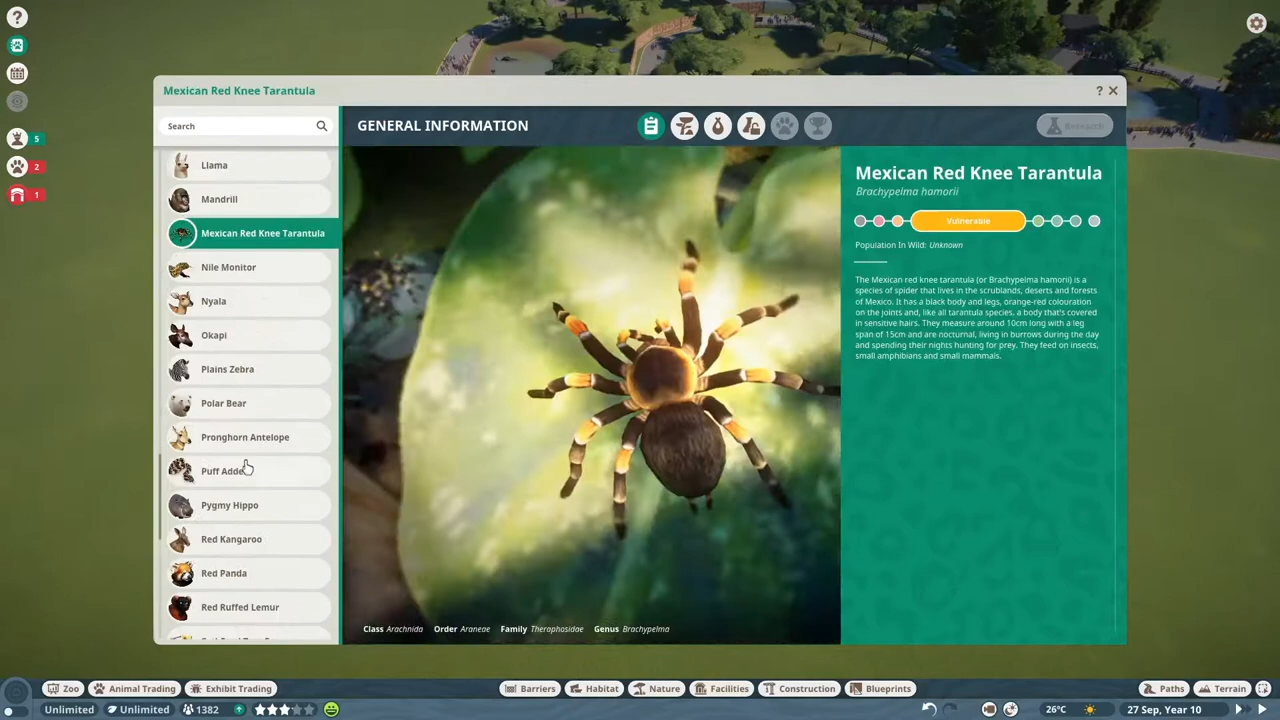 ?
5
2
1
Mexican Red Knee Tarantula
?
Search
GENERAL INFORMATION
Research
Llama
Mandrill
Mexican Red Knee Tarantula
Nile Monitor
Nyala
Okapi
Plains Zebra
Polar Bear
Pronghorn Antelope
Puff Adder
Pygmy Hippo
Red Kangaroo
Red Panda
Red Ruffed Lemur
Class Arachnida Order Araneae Family Theraphosidae Genus Brachypelma
Mexican Red Knee Tarantula
Brachypelma hamorii
Vulnerable
Population In Wild: Unknown
The Mexican red knee tarantula (or Brachypelma hamorii) is a
species of spider that lives in the scrublands, deserts and forests
of Mexico. It has a black body and legs, orange-red colouration
on the joints and, like all tarantula species, a body that's covered
in sensitive hairs. They measure around 10cm long with a leg
span of 15cm and are nocturnal, living in burrows during the day
and spending their nights hunting for prey. They feed on insects,
small amphibians and small mammals.
Zoo Animal Trading Exhibit Trading Barriers Habitat Nature Facilities Construction Blueprints Paths Terrain
Unlimited Unlimited 1382 26°C 27 Sep, Year 10